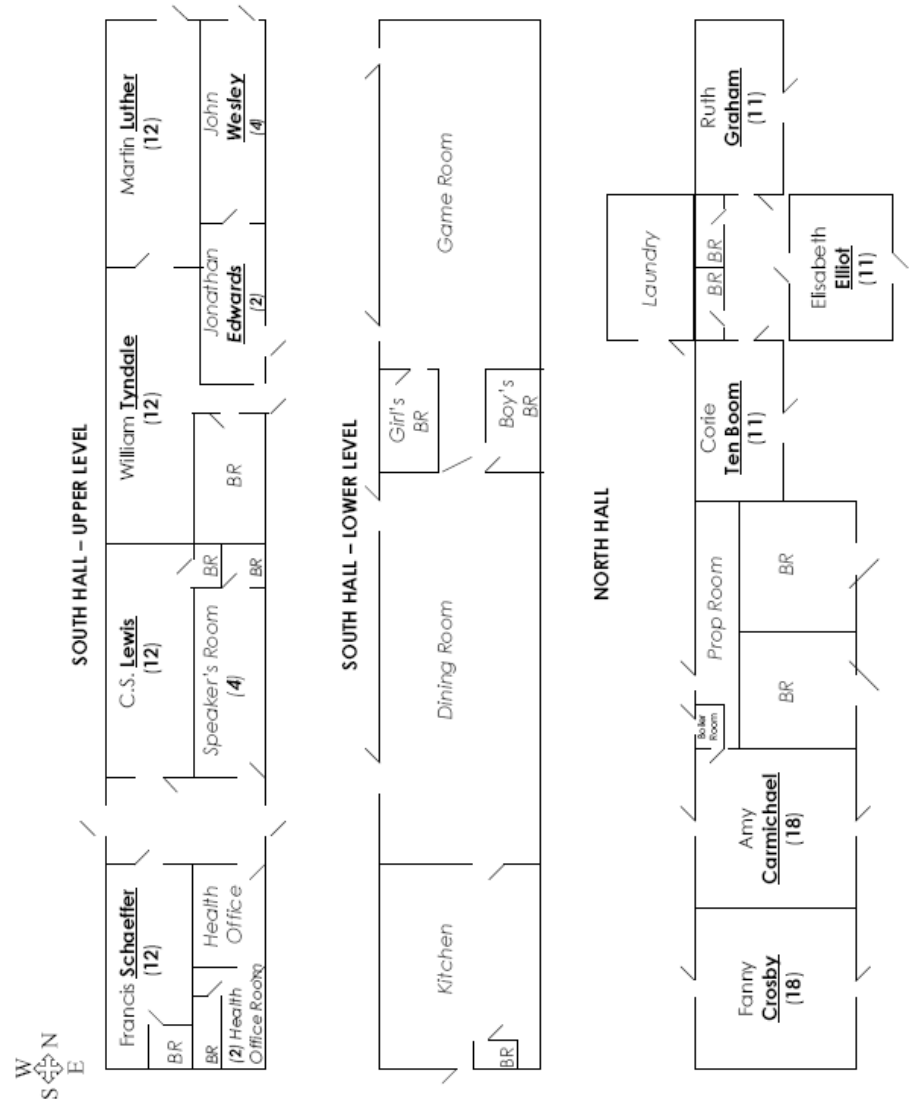 W
S N
E
SOUTH HALL – UPPER LEVEL
Francis Schaeffer
(12)
BR
BR
Health
Office
(2) Health
Office Room
C.S. Lewis
(12)
Speaker's Room
(4)
BR
BR
William Tyndale
(12)
BR
Martin Luther
(12)
Jonathan
Edwards
(2)
John
Wesley
(4)
SOUTH HALL – LOWER LEVEL
Kitchen
BR
Dining Room
Girl's
BR
Boy's
BR
Game Room
NORTH HALL
Fanny
Crosby
(18)
Amy
Carmichael
(18)
Boiler
Room
Prop Room
BR
BR
Corie
Ten Boom
(11)
Laundry
BR
BR
Elisabeth
Elliot
(11)
Ruth
Graham
(11)